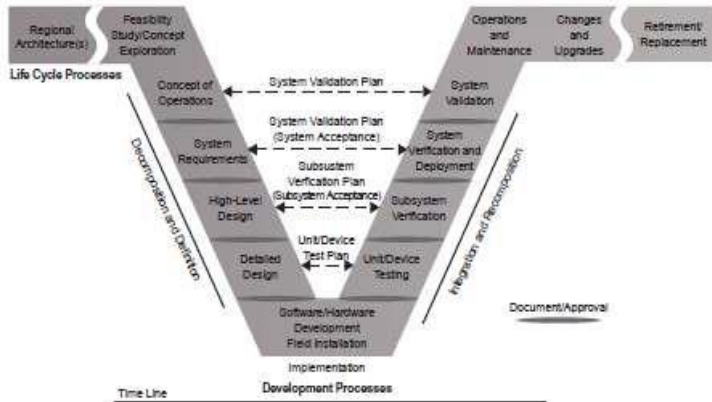 Regional
Architecture(s)
Feasibility
Study/Concept
Exploration
Operations
and
Maintenance
Changes
and
Upgrades
Retirement/
Replacement
Life Cycle Processes
Concept of
Operations
System Validation Plan
System
Validation
System
Requirements
System Validation Plan
(System Acceptance)
System
Verification and
Deployment
High-Level
Design
Subsustem
Verfication Plan
(Subsystem Acceptance)
Subsystem
Verification
Detailed
Design
Unit/Device
Test Plan
Unit/Device
Testing
Decomposition and Definition
Integration and Recomposition
Software/Hardware
Development
Field Installation
Document/Approval
Implementation
Development Processes
Time Line